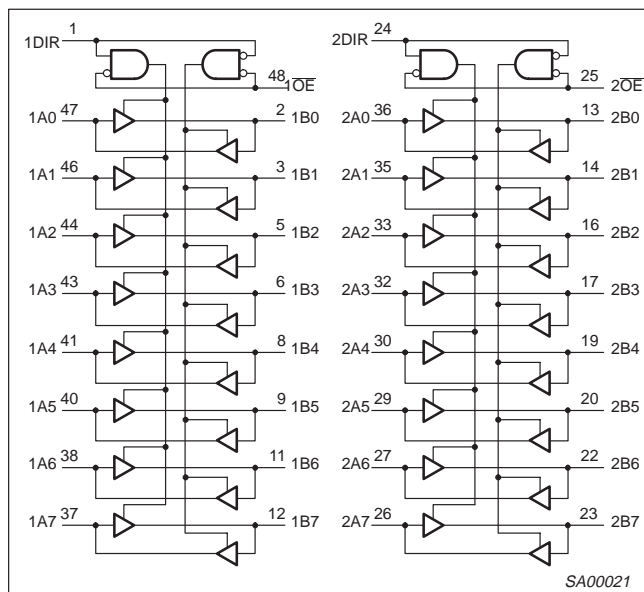 1 24
1DIR 2DIR
48 25
1O̅E̅ 2O̅E̅
47 2 36 13
1A0 1B0 2A0 2B0
46 3 35 14
1A1 1B1 2A1 2B1
44 5 33 16
1A2 1B2 2A2 2B2
43 6 32 17
1A3 1B3 2A3 2B3
41 8 30 19
1A4 1B4 2A4 2B4
40 9 29 20
1A5 1B5 2A5 2B5
38 11 27 22
1A6 1B6 2A6 2B6
37 12 26 23
1A7 1B7 2A7 2B7
SA00021